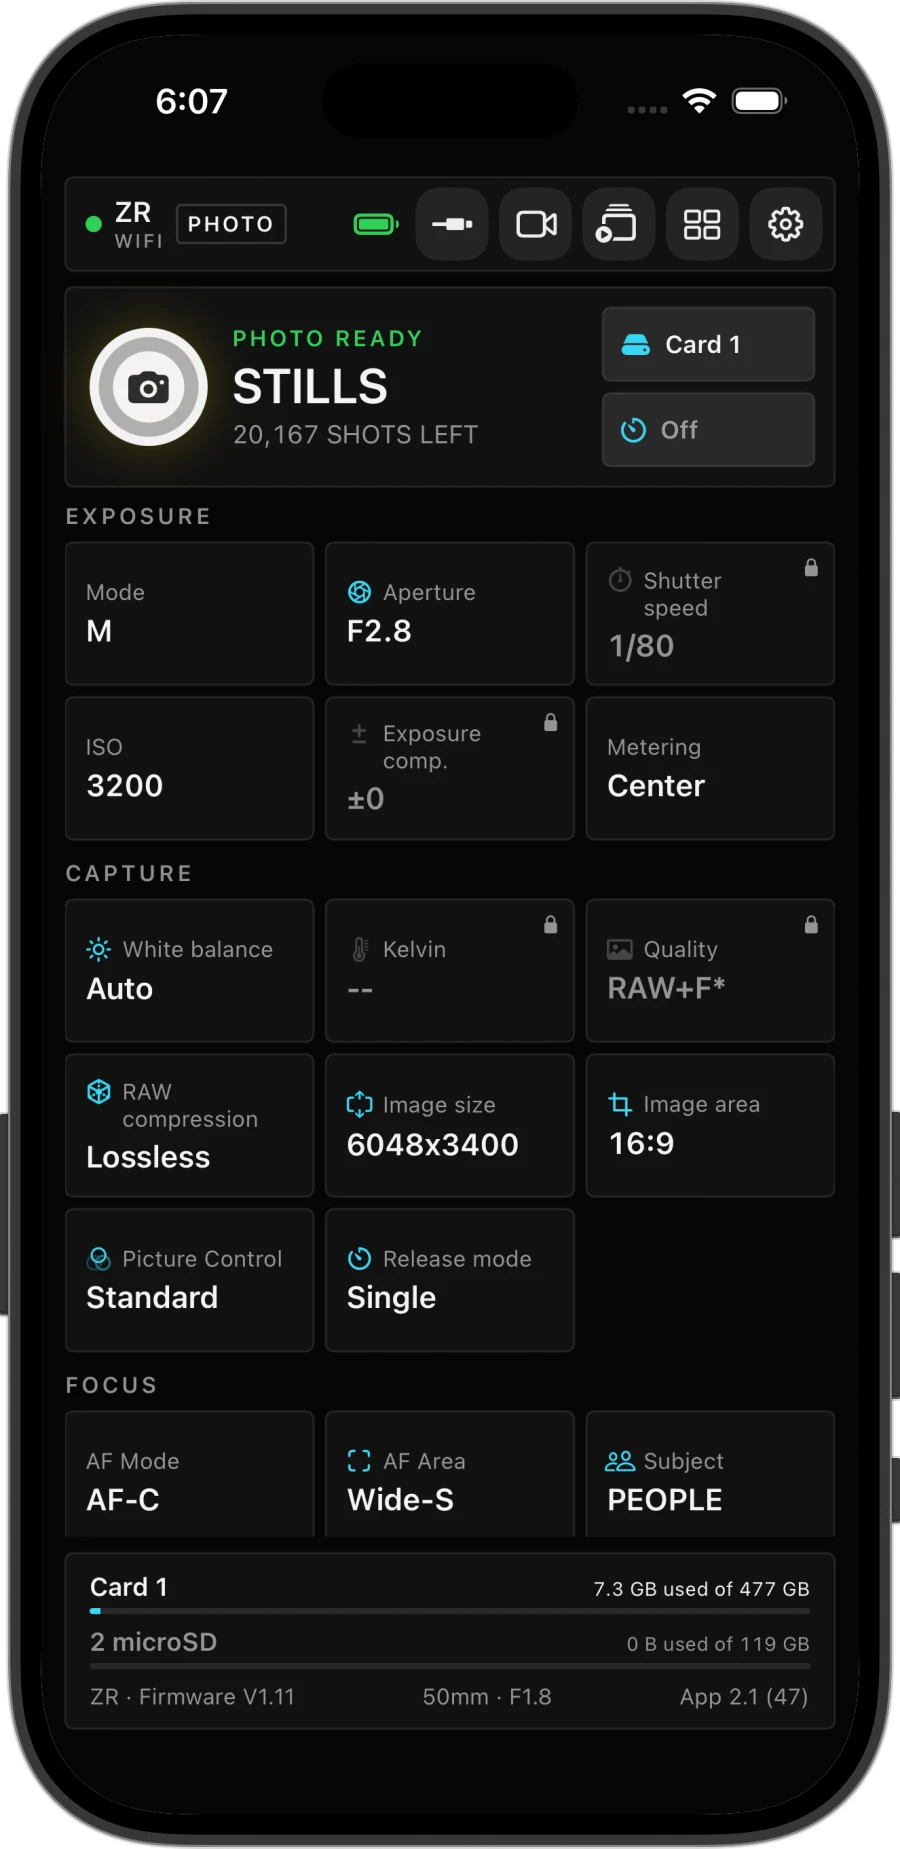 6:07
ZR
WIFI
PHOTO
PHOTO READY
STILLS
20,167 SHOTS LEFT
Card 1
Off
EXPOSURE
Mode
M
Aperture
F2.8
Shutter
speed
1/80
ISO
3200
Exposure
comp.
±0
Metering
Center
CAPTURE
White balance
Auto
Kelvin
--
Quality
RAW+F*
RAW
compression
Lossless
Image size
6048x3400
Image area
16:9
Picture Control
Standard
Release mode
Single
FOCUS
AF Mode
AF-C
AF Area
Wide-S
Subject
PEOPLE
Card 1
7.3 GB used of 477 GB
2 microSD
0 B used of 119 GB
ZR · Firmware V1.11
50mm · F1.8
App 2.1 (47)